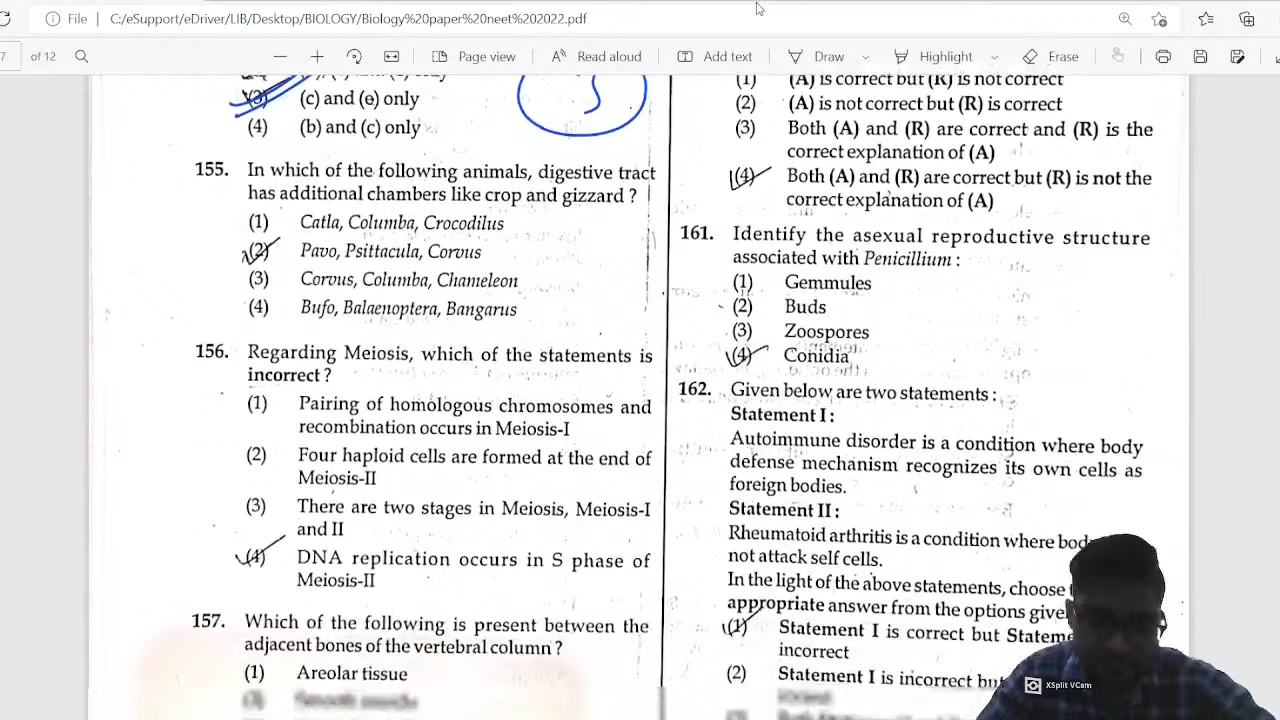 File
C:/eSupport/eDriver/LIB/Desktop/BIOLOGY/Biology%20paper%20neet%202022.pdf
7 of 12
Page view
Read aloud
Add text
Draw
Highlight
Erase
(3) (c) and (e) only
(4) (b) and (c) only
155. In which of the following animals, digestive tract
has additional chambers like crop and gizzard ?
(1) Catla, Columba, Crocodilus
(2) Pavo, Psittacula, Corvus
(3) Corvus, Columba, Chameleon
(4) Bufo, Balaenoptera, Bangarus
156. Regarding Meiosis, which of the statements is
incorrect ?
(1) Pairing of homologous chromosomes and
recombination occurs in Meiosis-I
(2) Four haploid cells are formed at the end of
Meiosis-II
(3) There are two stages in Meiosis, Meiosis-I
and II
(4) DNA replication occurs in S phase of
Meiosis-II
157. Which of the following is present between the
adjacent bones of the vertebral column ?
(1) Areolar tissue
(1) (A) is correct but (R) is not correct
(2) (A) is not correct but (R) is correct
(3) Both (A) and (R) are correct and (R) is the
correct explanation of (A)
(4) Both (A) and (R) are correct but (R) is not the
correct explanation of (A)
161. Identify the asexual reproductive structure
associated with Penicillium :
(1) Gemmules
(2) Buds
(3) Zoospores
(4) Conidia
162. Given below are two statements :
Statement I :
Autoimmune disorder is a condition where body
defense mechanism recognizes its own cells as
foreign bodies.
Statement II :
Rheumatoid arthritis is a condition where
not attack self cells.
In the light of the above statements, choose
appropriate answer from the options
(1) Statement I is correct but
incorrect
(2) Statement I is incorrect
XSplit VCam